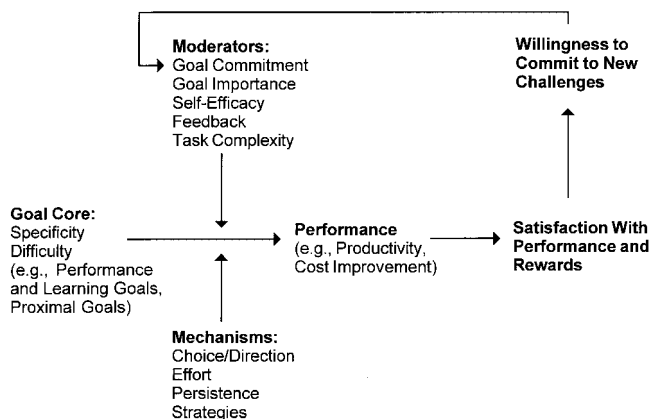 Moderators:
Goal Commitment
Goal Importance
Self-Efficacy
Feedback
Task Complexity
Willingness to
Commit to New
Challenges
Goal Core:
Specificity
Difficulty
(e.g., Performance
and Learning Goals,
Proximal Goals)
Performance
(e.g., Productivity,
Cost Improvement)
Satisfaction With
Performance and
Rewards
Mechanisms:
Choice/Direction
Effort
Persistence
Strategies